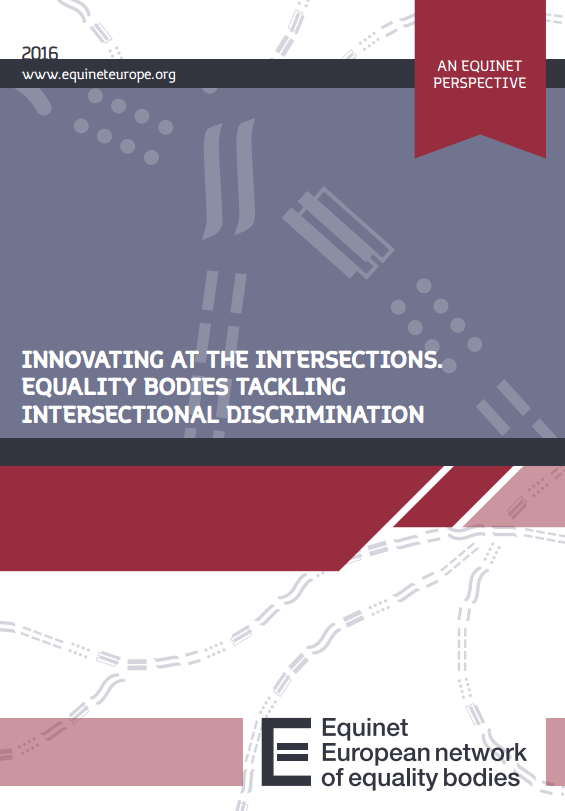 2016
www.equineteurope.org
AN EQUINET
PERSPECTIVE
INNOVATING AT THE INTERSECTIONS.
EQUALITY BODIES TACKLING
INTERSECTIONAL DISCRIMINATION
Equinet
European network
of equality bodies